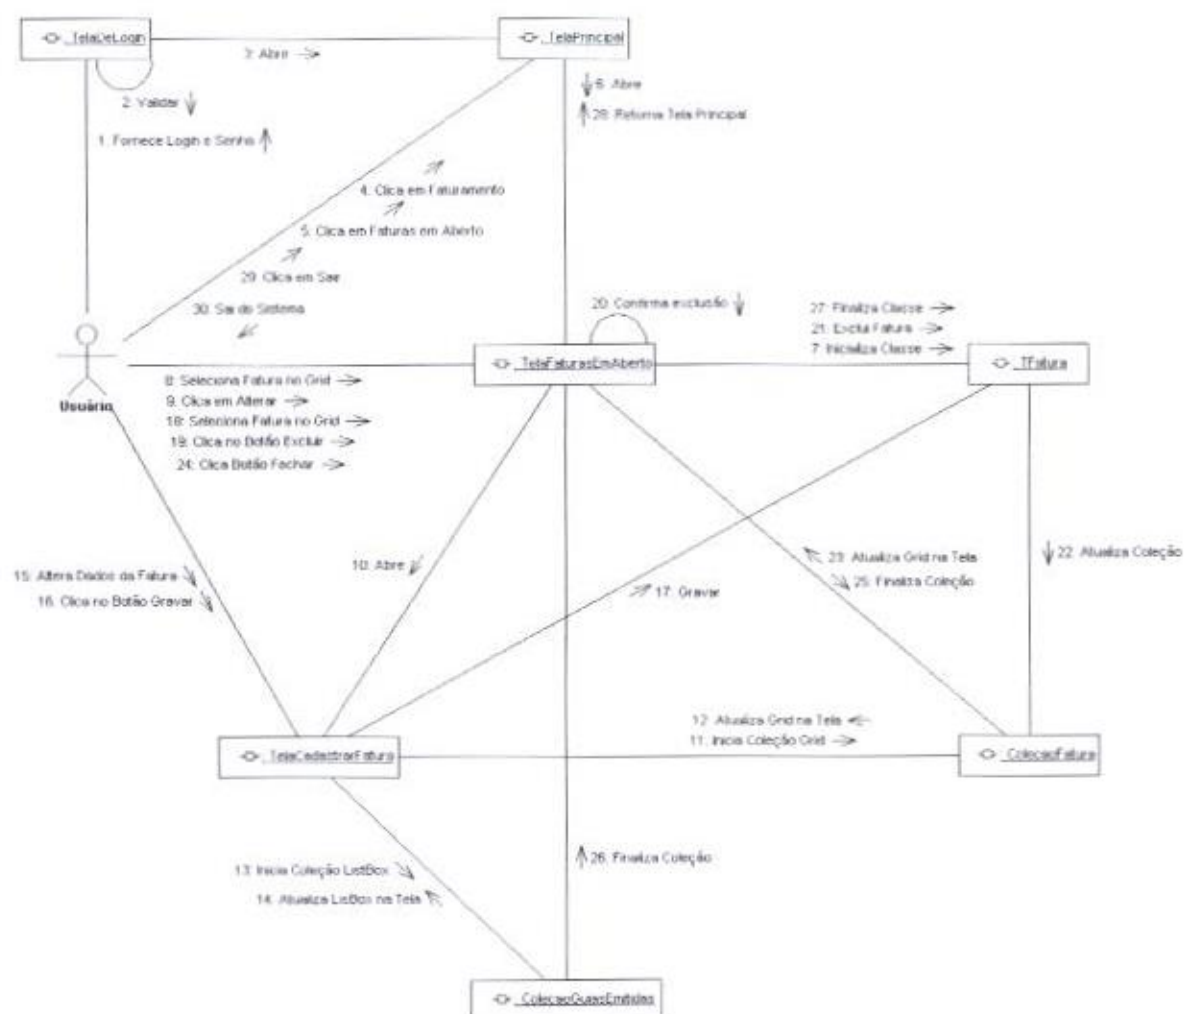 TelaDeLogin
TelaPrincipal
3: Abre
6: Abre
2: Validar
28: Retorna Tela Principal
1: Fornece Login e Senha
4: Clica em Faturamento
5: Clica em Faturas em Aberto
29: Clica em Sair
30: Sai do Sistema
20: Confirma exclusão
27: Finaliza Classe
21: Exclui Fatura
7: Inicializa Classe
TelaFaturasEmAberto
TFatura
Usuário
8: Seleciona Fatura no Grid
9: Clica em Alterar
18: Seleciona Fatura no Grid
19: Clica no Botão Excluir
24: Clica Botão Fechar
10: Abre
23: Atualiza Grid na Tela
22: Atualiza Coleção
15: Altera Dados da Fatura
25: Finaliza Coleção
16: Clica no Botão Gravar
17: Gravar
12: Atualiza Grid na Tela
11: Inicia Coleção Grid
TelaCadastrarFatura
ColecaoFatura
26: Finaliza Coleção
13: Inicia Coleção ListBox
14: Atualiza LisBox na Tela
ColecaoGuiasEmitidas